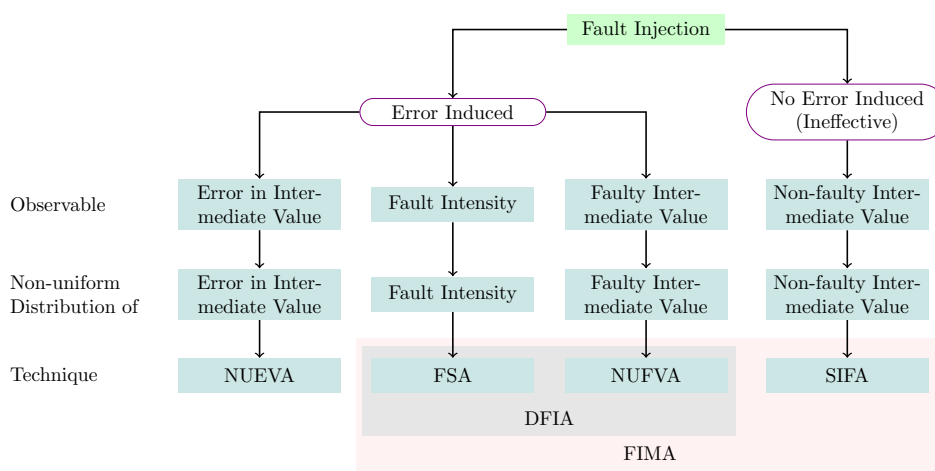 Fault Injection
Error Induced
No Error Induced
(Ineffective)
Observable
Error in Inter-
mediate Value
Fault Intensity
Faulty Inter-
mediate Value
Non-faulty Inter-
mediate Value
Non-uniform
Distribution of
Error in Inter-
mediate Value
Fault Intensity
Faulty Inter-
mediate Value
Non-faulty Inter-
mediate Value
Technique
NUEVA
FSA
NUFVA
SIFA
DFIA
FIMA